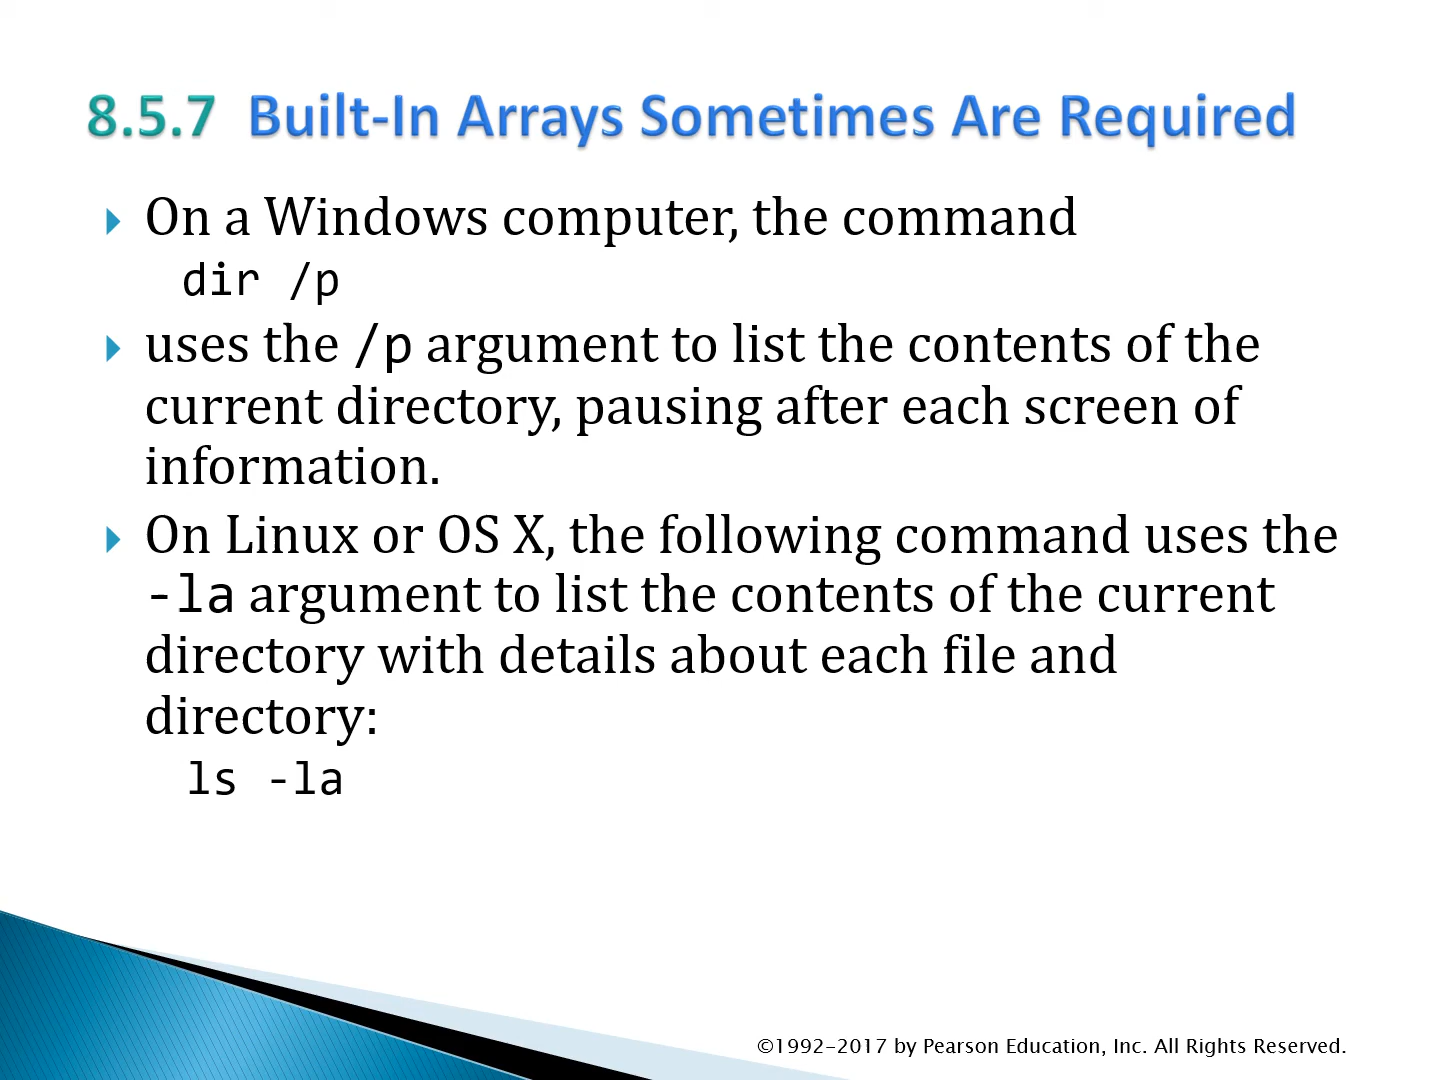 8.5.7 Built-In Arrays Sometimes Are Required
On a Windows computer, the command
dir /p
uses the /p argument to list the contents of the
current directory, pausing after each screen of
information.
On Linux or OS X, the following command uses the
-la argument to list the contents of the current
directory with details about each file and
directory:
ls -la
©1992-2017 by Pearson Education, Inc. All Rights Reserved.